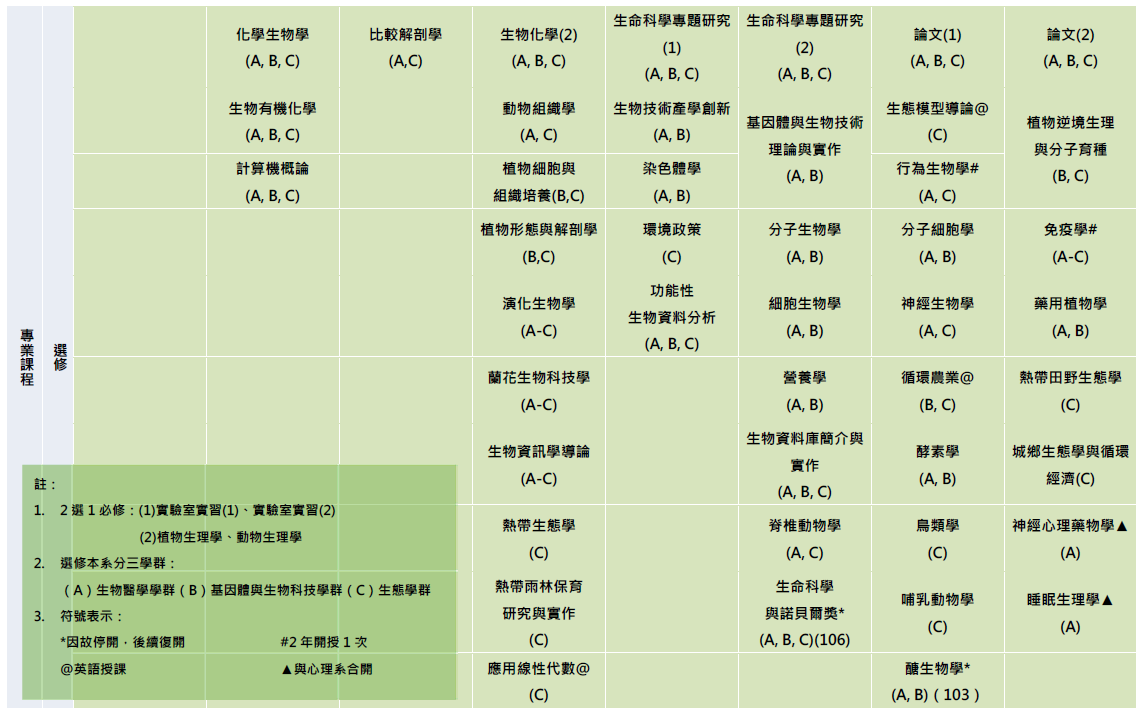 化學生物學
(A, B, C)
比較解剖學
(A,C)
生物化學(2)
(A, B, C)
生命科學專題研究
(1)
(A, B, C)
生命科學專題研究
(2)
(A, B, C)
論文(1)
(A, B, C)
論文(2)
(A, B, C)
生物有機化學
(A, B, C)
動物組織學
(A, C)
生物技術產學創新
(A, B)
基因體與生物技術
理論與實作
(A, B)
生態模型導論@
(C)
植物逆境生理
與分子育種
(B, C)
計算機概論
(A, B, C)
植物細胞與
組織培養(B,C)
染色體學
(A, B)
行為生物學#
(A, C)
植物形態與解剖學
(B,C)
環境政策
(C)
分子生物學
(A, B)
分子細胞學
(A, B)
免疫學#
(A-C)
演化生物學
(A-C)
功能性
生物資料分析
(A, B, C)
細胞生物學
(A, B)
神經生物學
(A, C)
藥用植物學
(A, B)
專業課程
選修
蘭花生物科技學
(A-C)
營養學
(A, B)
循環農業@
(B, C)
熱帶田野生態學
(C)
生物資訊學導論
(A-C)
生物資料庫簡介與
實作
(A, B, C)
酵素學
(A, B)
城鄉生態學與循環
經濟(C)
熱帶生態學
(C)
脊椎動物學
(A, C)
鳥類學
(C)
神經心理藥物學▲
(A)
熱帶雨林保育
研究與實作
(C)
生命科學
與諾貝爾獎*
(A, B, C)(106)
哺乳動物學
(C)
睡眠生理學▲
(A)
應用線性代數@
(C)
醣生物學*
(A, B)（103）
註：
1. 2選1必修：(1)實驗室實習(1)、實驗室實習(2)
(2)植物生理學、動物生理學
2. 選修本系分三學群：
（A）生物醫學學群（B）基因體與生物科技學群（C）生態學群
3. 符號表示：
*因故停開，後續復開 #2年開授1次
@英語授課 ▲與心理系合開